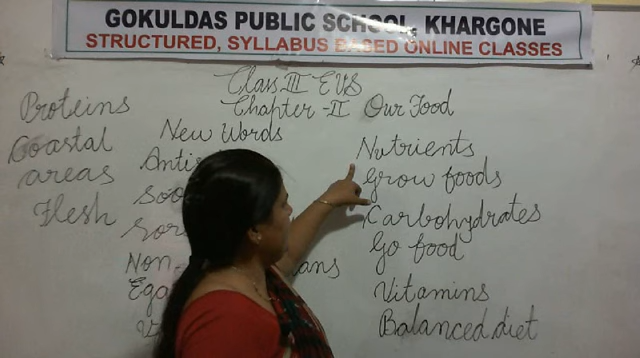 GOKULDAS PUBLIC SCHOOL, KHARGONE
STRUCTURED, SYLLABUS BASED ONLINE CLASSES
Class III EVS
Chapter -II Our Food
Proteins
Coastal
areas
Flesh
New Words
Non-
Nutrients
Grow foods
Carbohydrates
Go food
Vitamins
Balanced diet